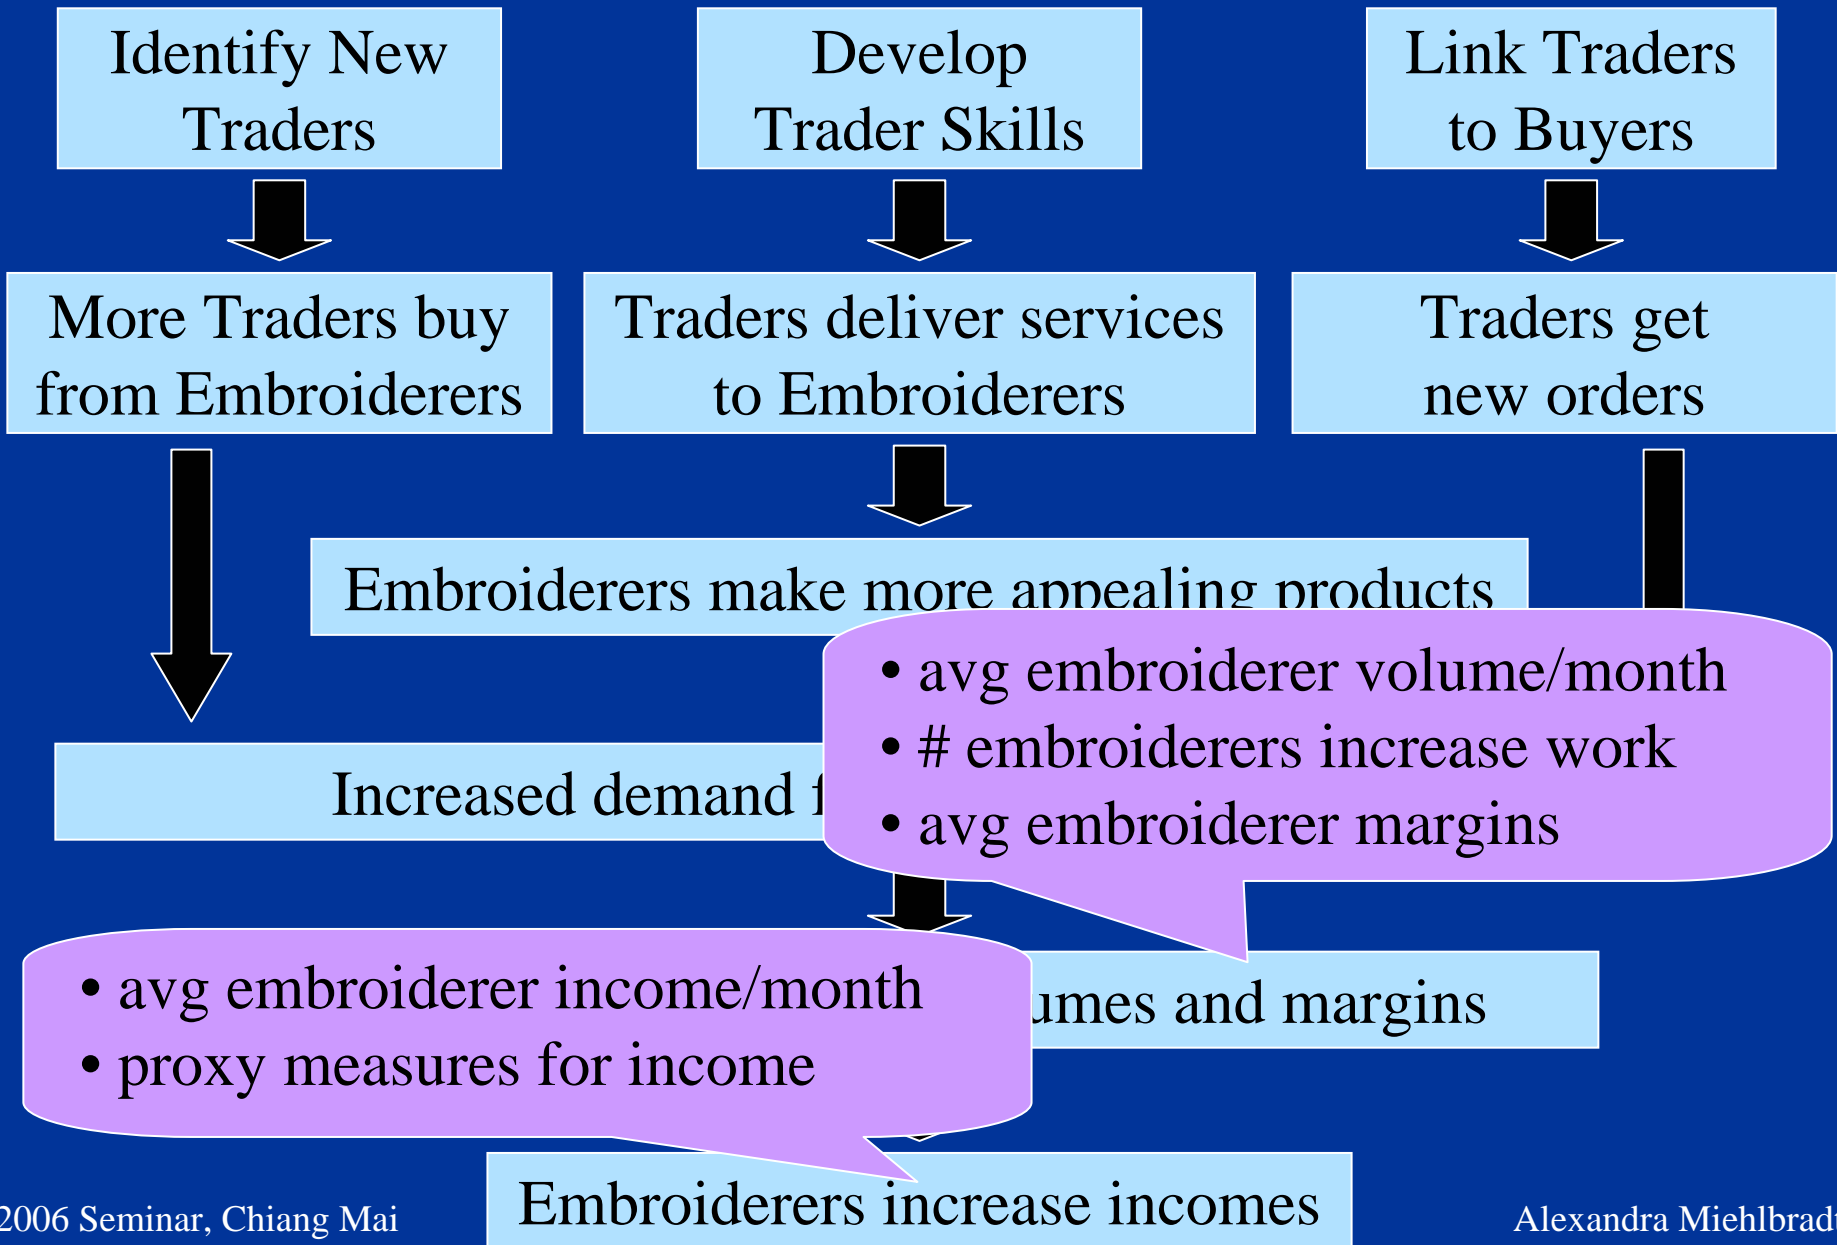 Identify New
Traders
Develop
Trader Skills
Link Traders
to Buyers
More Traders buy
from Embroiderers
Traders deliver services
to Embroiderers
Traders get
new orders
Embroiderers make more appealing products
• avg embroiderer volume/month
• # embroiderers increase work
• avg embroiderer margins
Increased demand
• avg embroiderer income/month
• proxy measures for income
umes and margins
Embroiderers increase incomes
2006 Seminar, Chiang Mai
Alexandra Miehlbradt